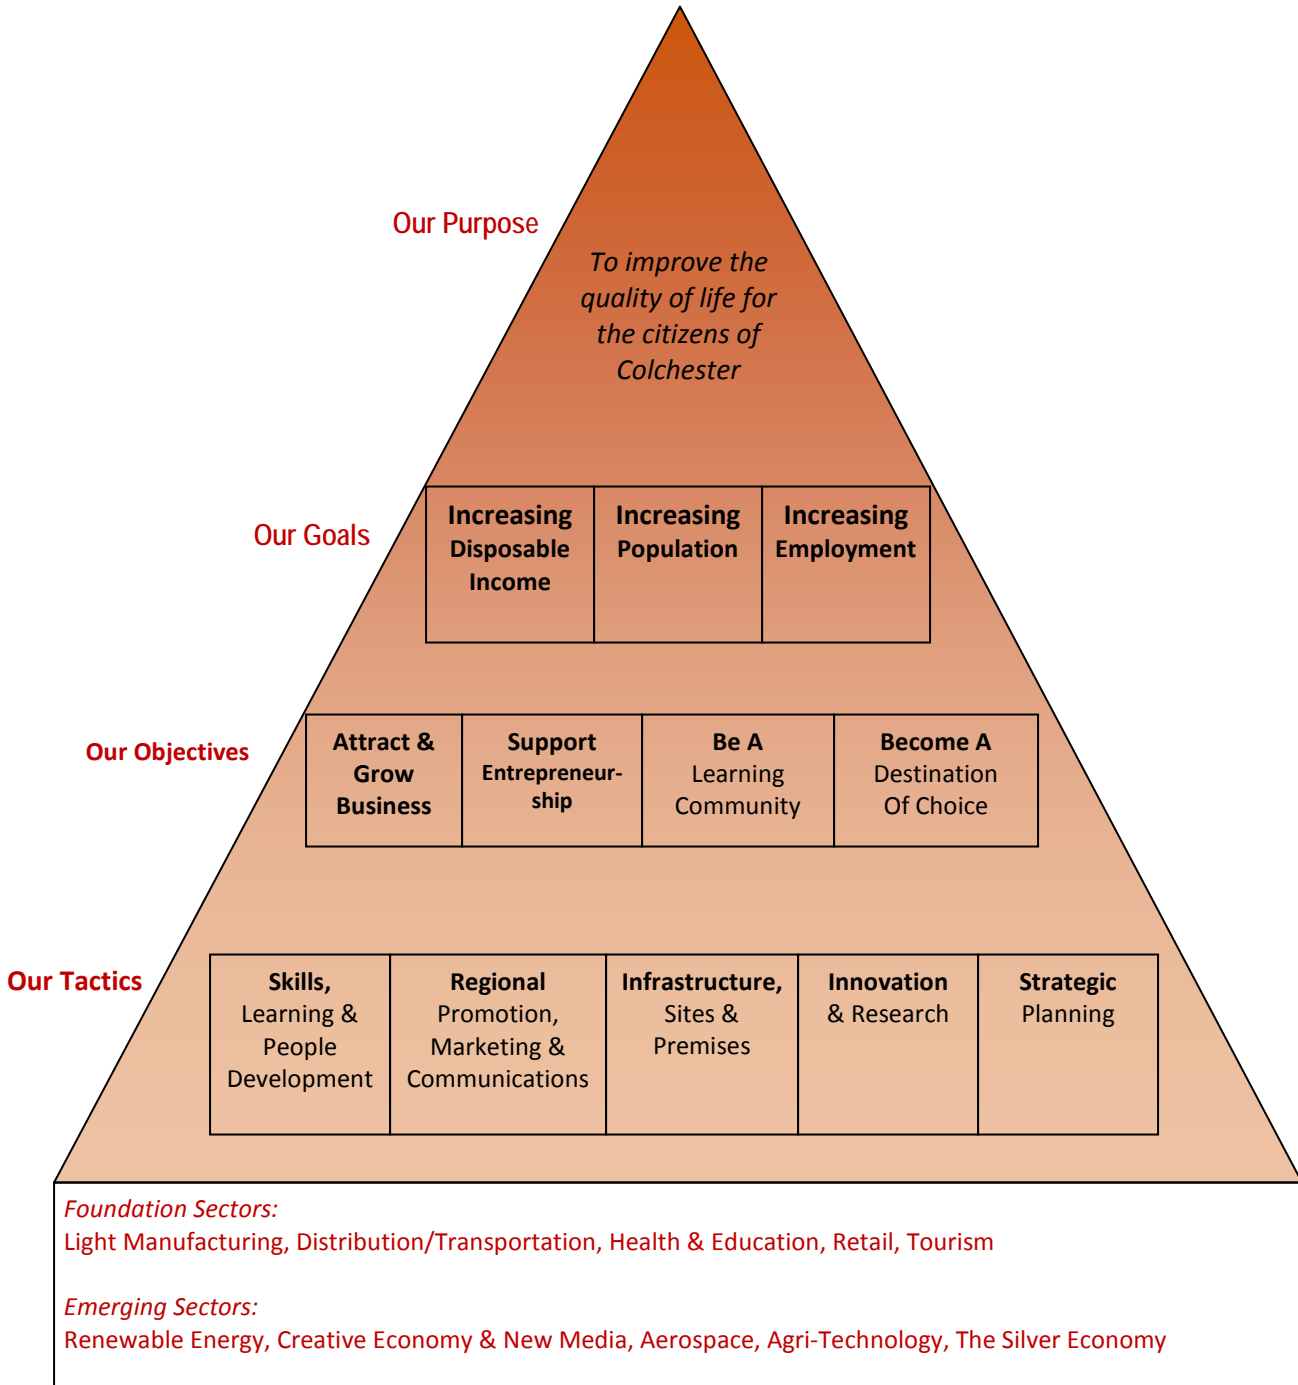 Our Purpose
To improve the
quality of life for
the citizens of
Colchester
Our Goals
Increasing
Disposable
Income
Increasing
Population
Increasing
Employment
Our Objectives
Attract &
Grow
Business
Support
Entrepreneur-
ship
Be A
Learning
Community
Become A
Destination
Of Choice
Our Tactics
Skills,
Learning &
People
Development
Regional
Promotion,
Marketing &
Communications
Infrastructure,
Sites &
Premises
Innovation
& Research
Strategic
Planning
Foundation Sectors:
Light Manufacturing, Distribution/Transportation, Health & Education, Retail, Tourism
Emerging Sectors:
Renewable Energy, Creative Economy & New Media, Aerospace, Agri-Technology, The Silver Economy